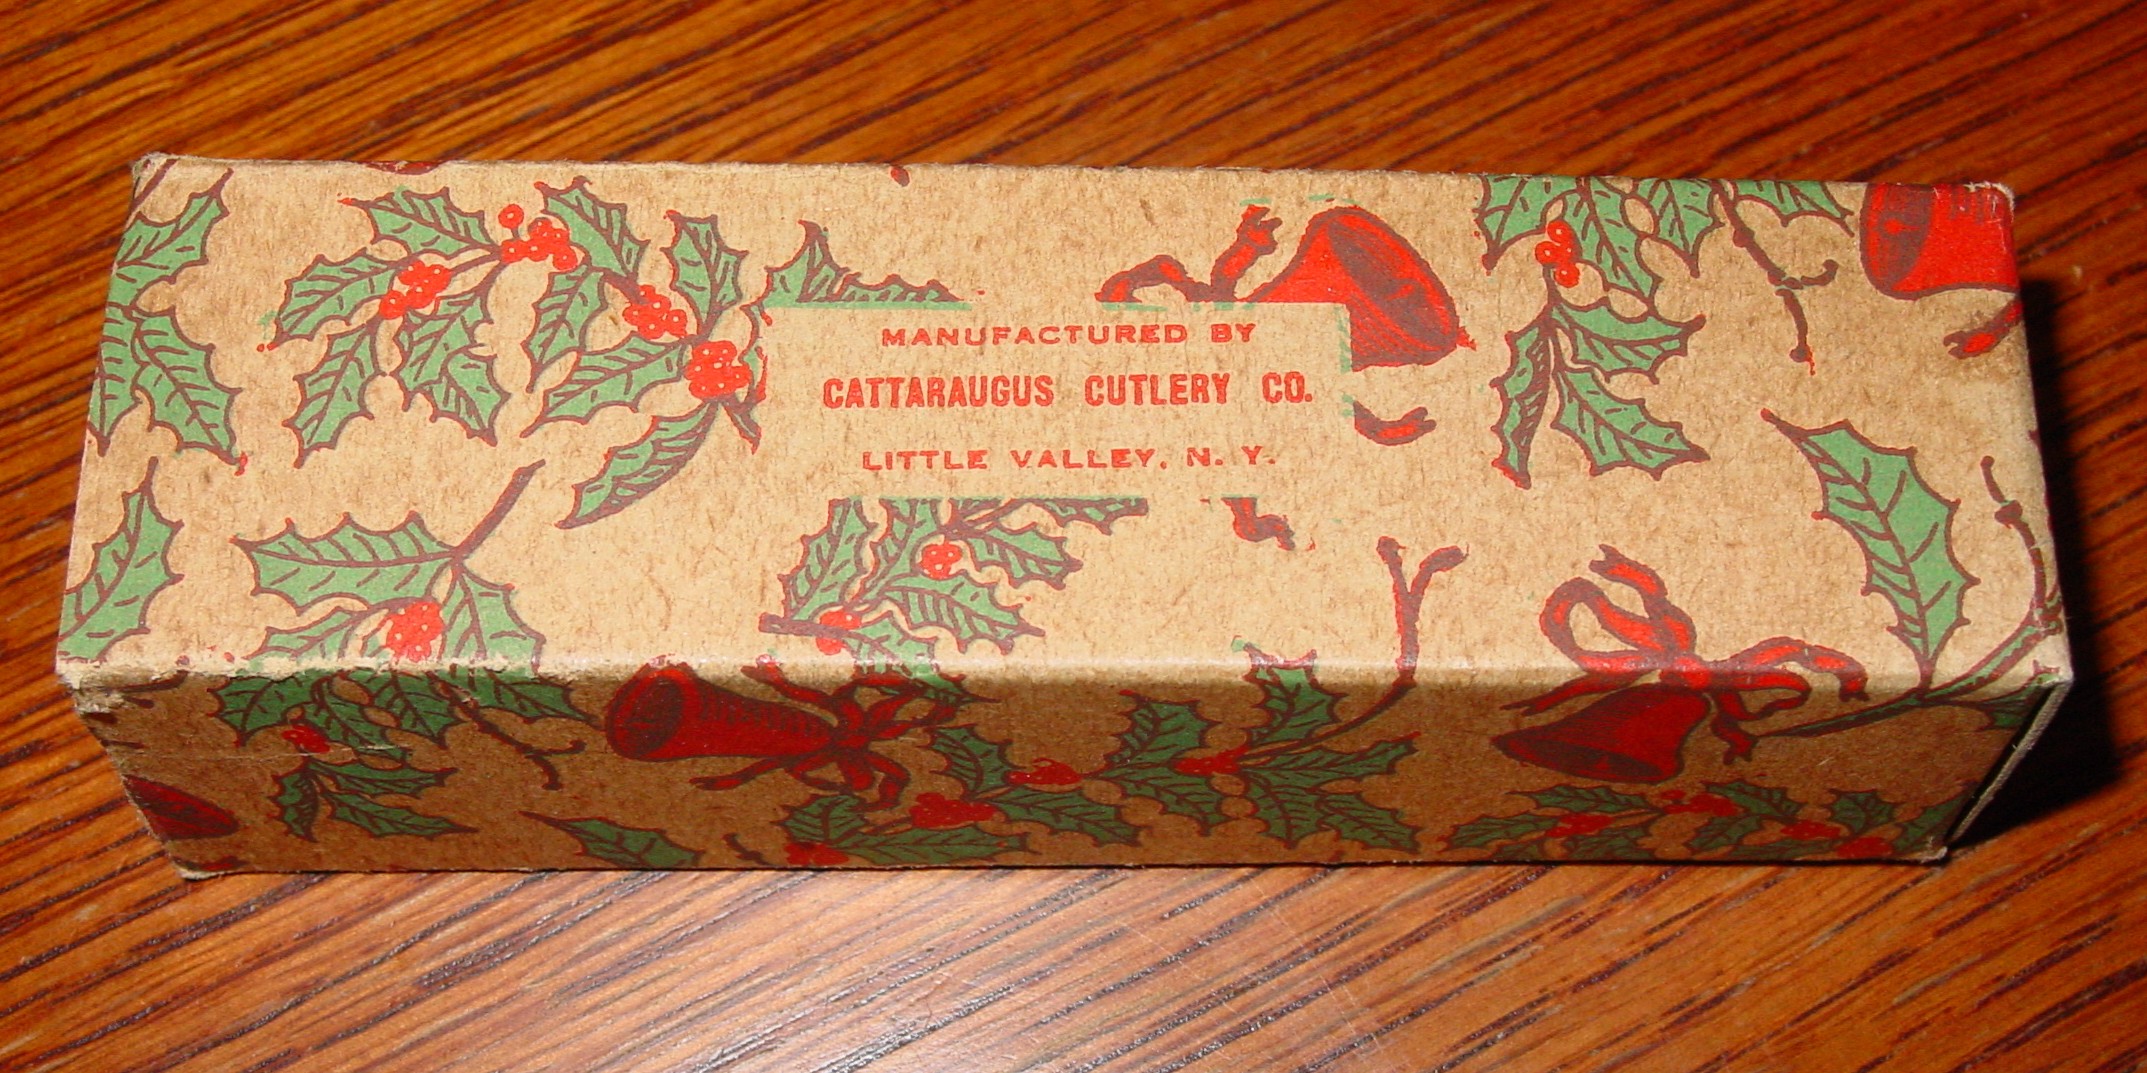 MANUFACTURED BY
CATTARAUGUS CUTLERY CO.
LITTLE VALLEY, N. Y.